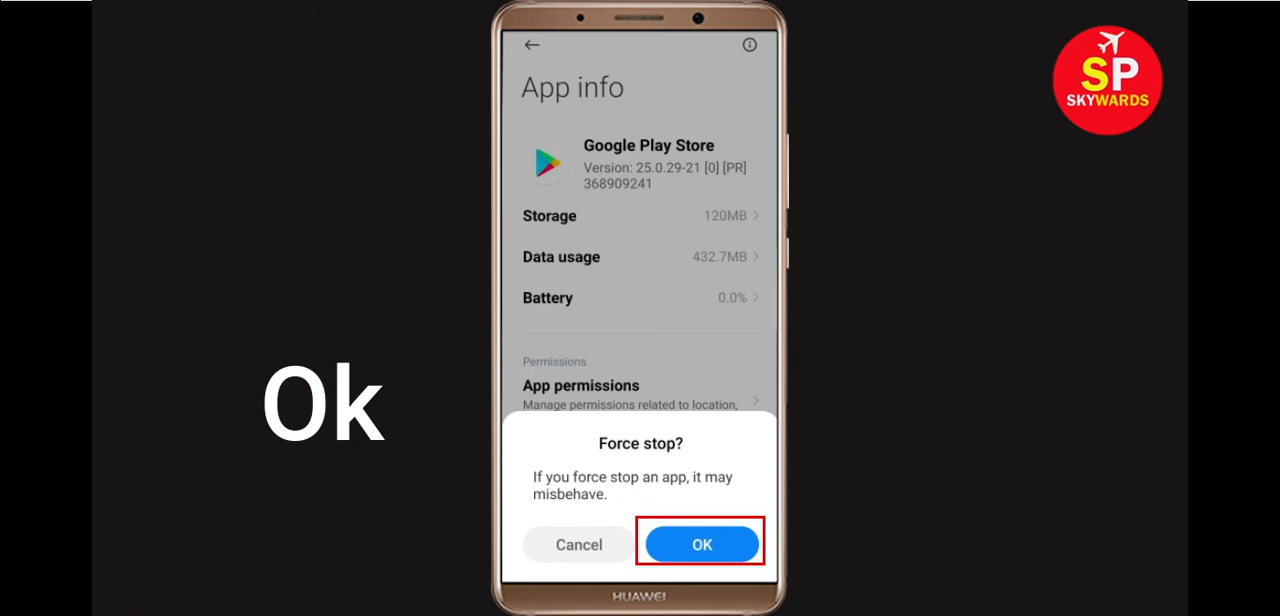 App info
Google Play Store
Version: 25.0.29-21 [0] [PR]
368909241
Storage 120MB
Data usage 432.7MB
Battery 0.0%
Permissions
App permissions
Manage permissions related to location,
Force stop?
If you force stop an app, it may
misbehave.
Cancel OK
HUAWEI
Ok
SP
SKYWARDS